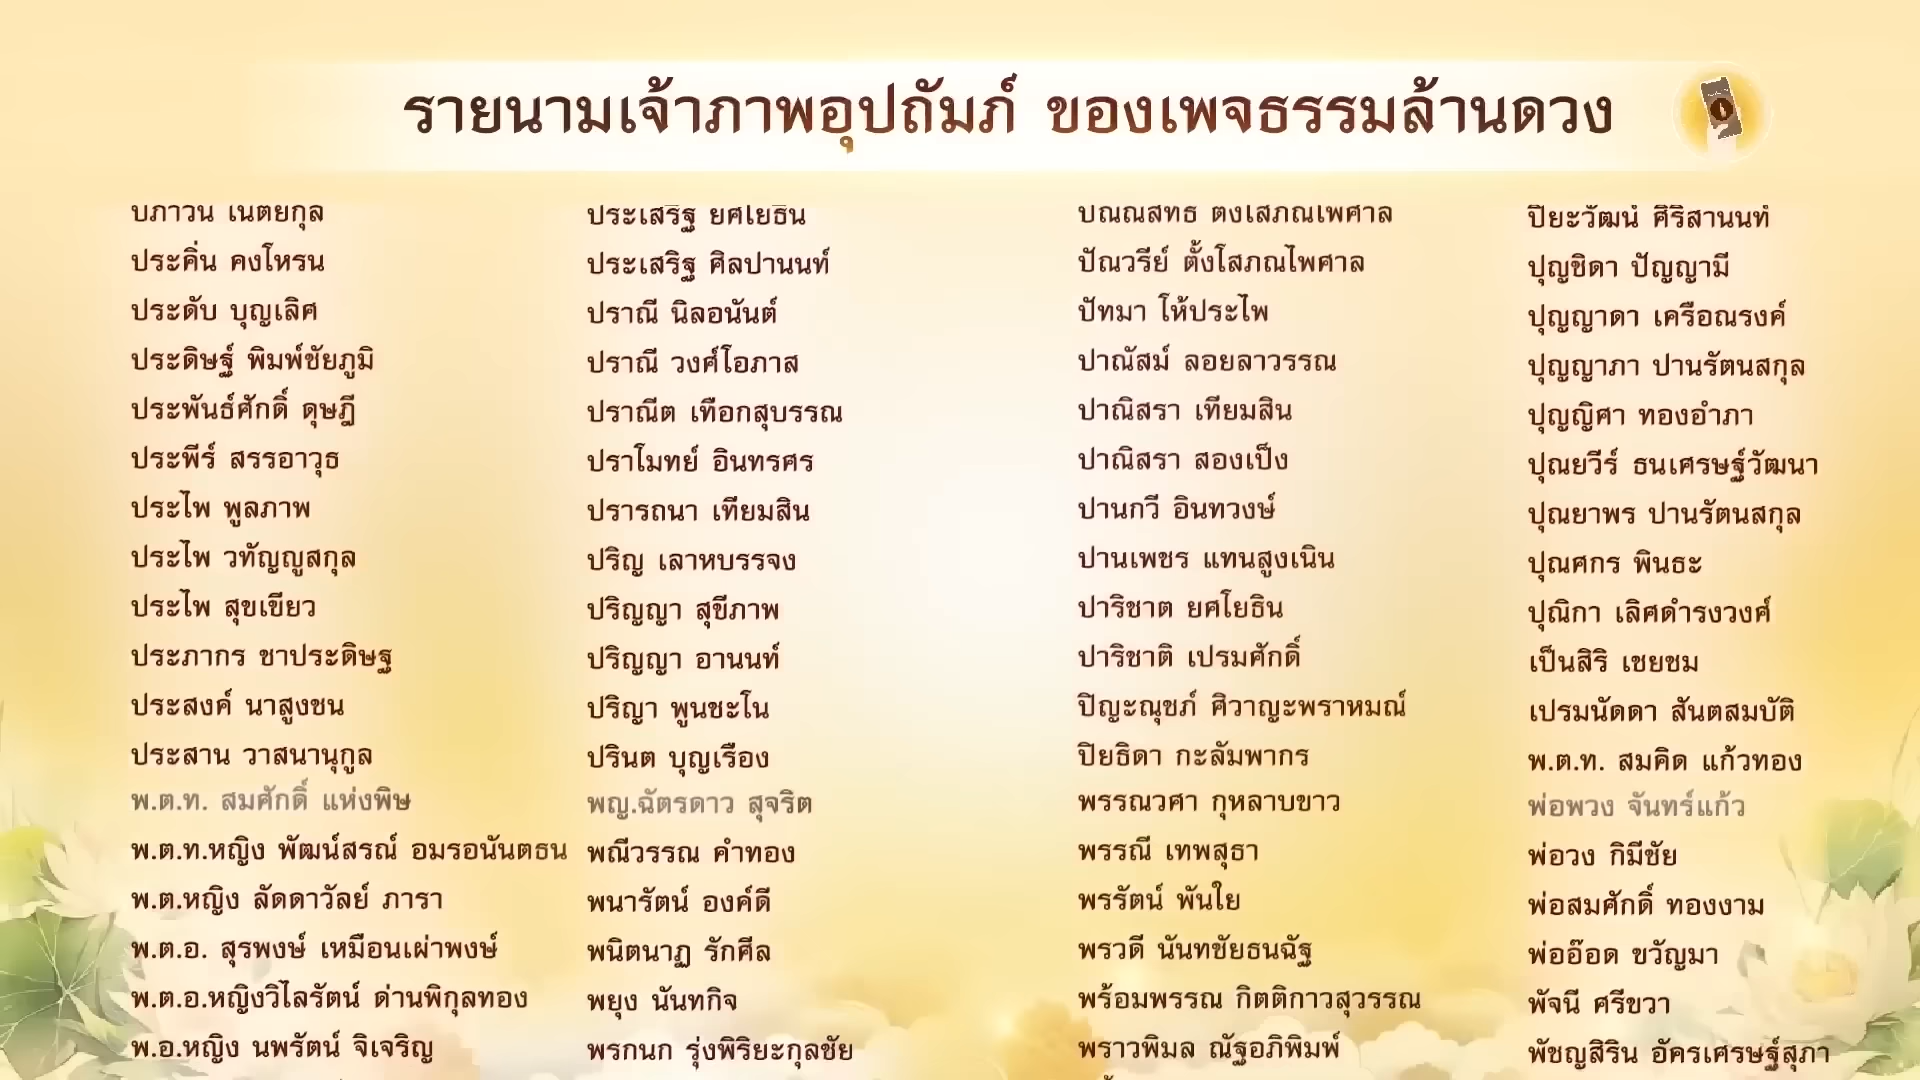 รายนามเจ้าภาพอุปถัมภ์ ของเพจธรรมล้านดวง
ประคิ่น คงโหรน
ประดับ บุญเลิศ
ประดิษฐ์ พิมพ์ชัยภูมิ
ประพันธ์ศักดิ์ ดุษฎี
ประพีร์ สรรอาวุธ
ประไพ พูลภาพ
ประไพ วทัญญูสกุล
ประไพ สุขเขียว
ประภากร ชาประดิษฐ
ประสงค์ นาสูงชน
ประสาน วาสนานุกูล
พ.ต.ท. สมศักดิ์ แห่งพิษ
พ.ต.ท.หญิง พัฒน์สรณ์ อมรอนันตธน
พ.ต.หญิง ลัดดาวัลย์ ภารา
พ.ต.อ. สุรพงษ์ เหมือนเผ่าพงษ์
พ.ต.อ.หญิงวิไลรัตน์ ด่านพิกุลทอง
พ.อ.หญิง นพรัตน์ จิเจริญ
ประเสริฐ ยศโยธิน
ประเสริฐ ศิลปานนท์
ปราณี นิลอนันต์
ปราณี วงศ์โอภาส
ปราณีต เทือกสุบรรณ
ปราโมทย์ อินทรศร
ปรารถนา เทียมสิน
ปริญ เลาหบรรจง
ปริญญา สุขีภาพ
ปริญญา อานนท์
ปริญา พูนชะโน
ปรินต บุญเรือง
พญ.ฉัตรดาว สุจริต
พณีวรรณ คำทอง
พนารัตน์ องค์ดี
พนิตนาฏ รักศีล
พยุง นันทกิจ
พรกนก รุ่งพิริยะกุลชัย
ปัณวรีย์ ตั้งโสภณไพศาล
ปัทมา โห้ประไพ
ปาณัสม์ ลอยลาวรรณ
ปาณิสรา เทียมสิน
ปาณิสรา สองเป็ง
ปานกวี อินทวงษ์
ปานเพชร แทนสูงเนิน
ปาริชาต ยศโยธิน
ปาริชาติ เปรมศักดิ์
ปิญะณุชภ์ ศิวาญะพราหมณ์
ปิยธิดา กะลัมพากร
พรรณวศา กุหลาบขาว
พรรณี เทพสุธา
พรรัตน์ พันใย
พรวดี นันทชัยธนฉัฐ
พร้อมพรรณ กิตติกาวสุวรรณ
พราวพิมล ณัฐอภิพิมพ์
ปิยะวัฒน์ ศิริสานนท์
ปุญชิดา ปัญญามี
ปุญญาดา เครือณรงค์
ปุญญาภา ปานรัตนสกุล
ปุญญิศา ทองอำภา
ปุณยวีร์ ธนเศรษฐ์วัฒนา
ปุณยาพร ปานรัตนสกุล
ปุณศกร พินธะ
ปุณิกา เลิศดำรงวงศ์
เป็นสิริ เชยชม
เปรมนัดดา สันตสมบัติ
พ.ต.ท. สมคิด แก้วทอง
พ่อพวง จันทร์แก้ว
พ่อวง กิมีชัย
พ่อสมศักดิ์ ทองงาม
พ่ออ๊อด ขวัญมา
พัจนี ศรีขวา
พัชญสิริน อัครเศรษฐ์สุภา